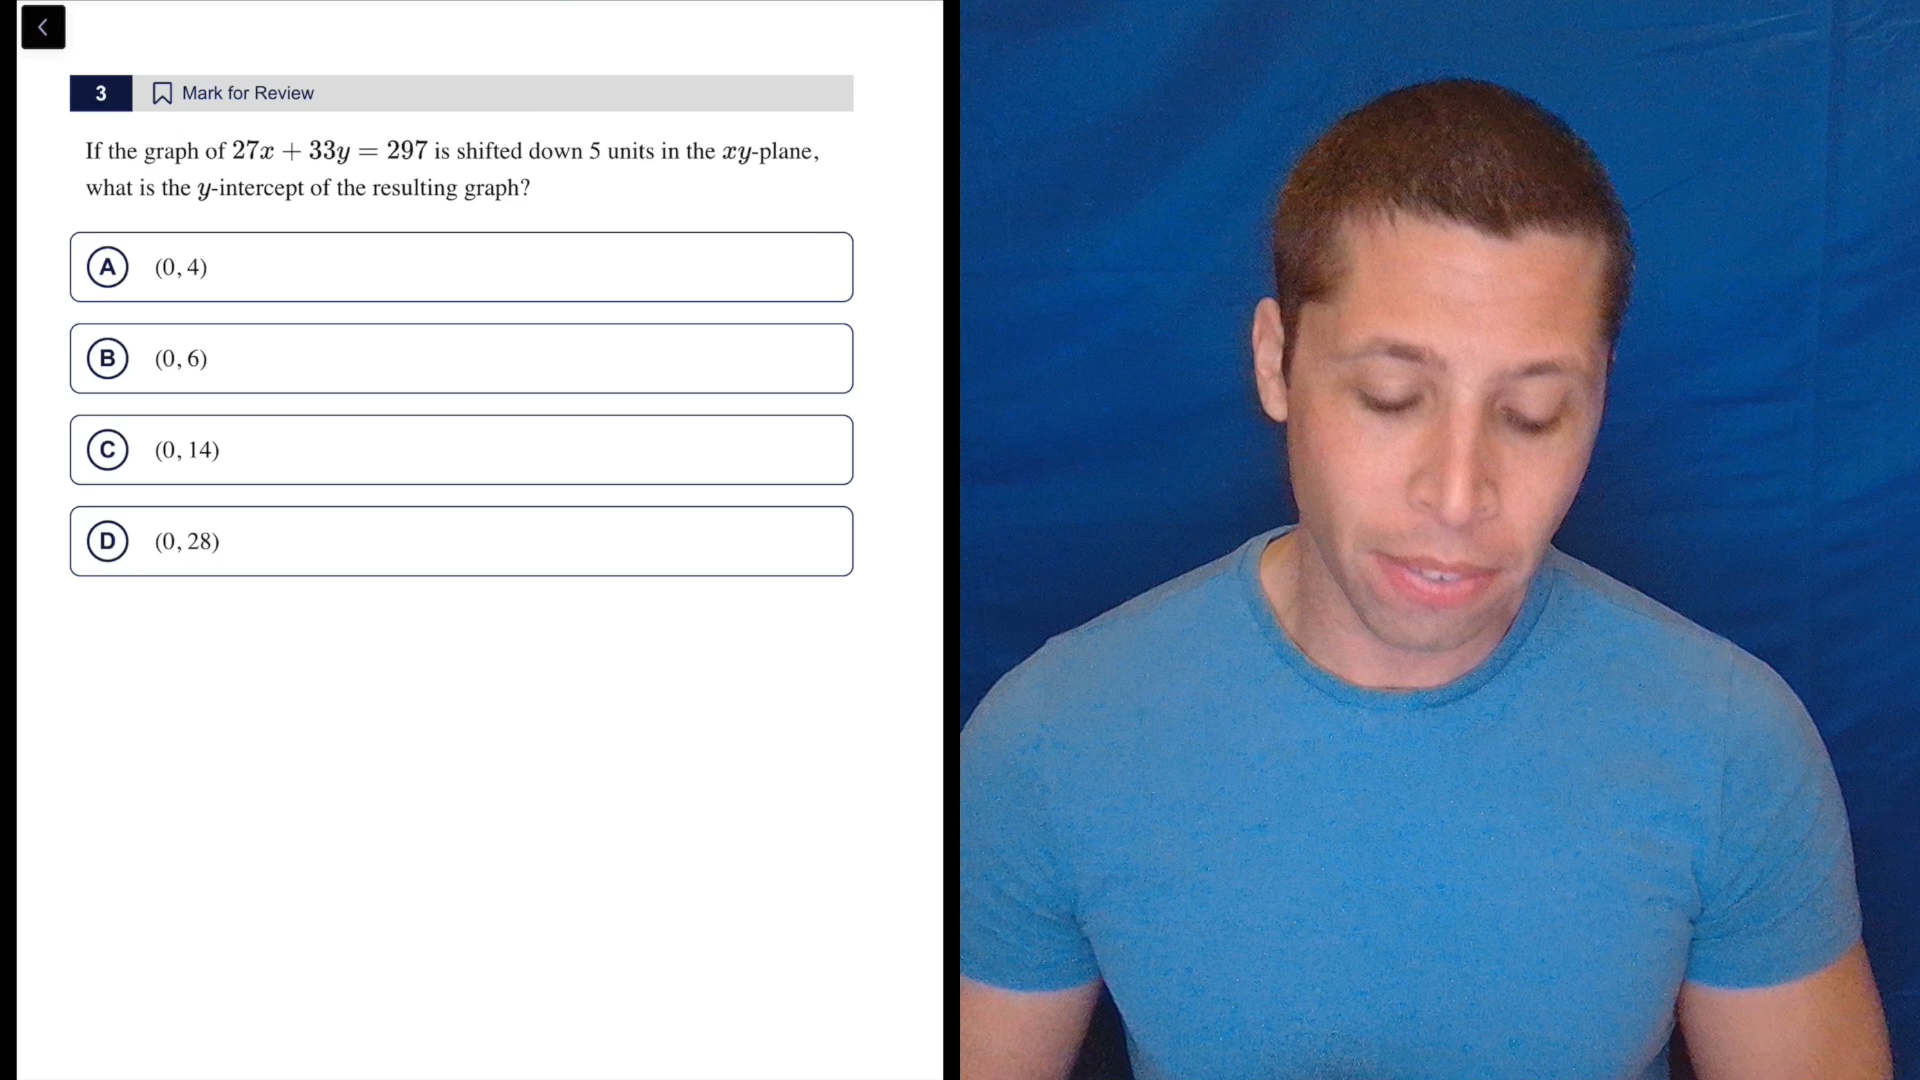 3 Mark for Review
If the graph of 27x + 33y = 297 is shifted down 5 units in the xy-plane,
what is the y-intercept of the resulting graph?
A (0, 4)
B (0, 6)
C (0, 14)
D (0, 28)